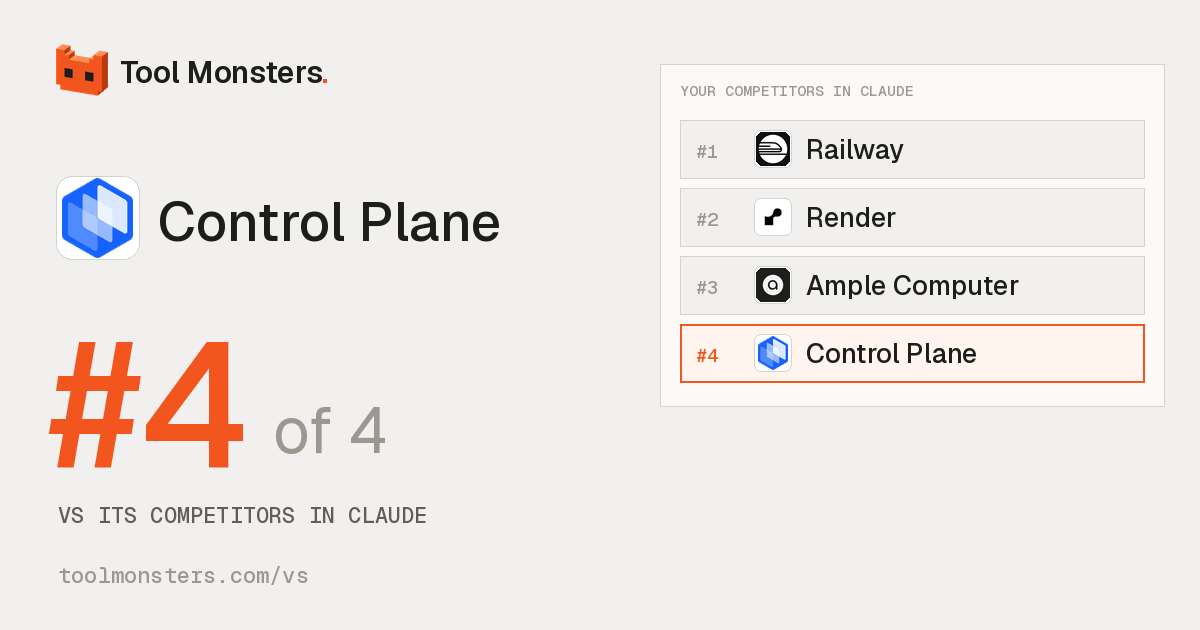 Tool Monsters.
Control Plane
#4 of 4
VS ITS COMPETITORS IN CLAUDE
toolmonsters.com/vs
YOUR COMPETITORS IN CLAUDE
#1 Railway
#2 Render
#3 Ample Computer
#4 Control Plane